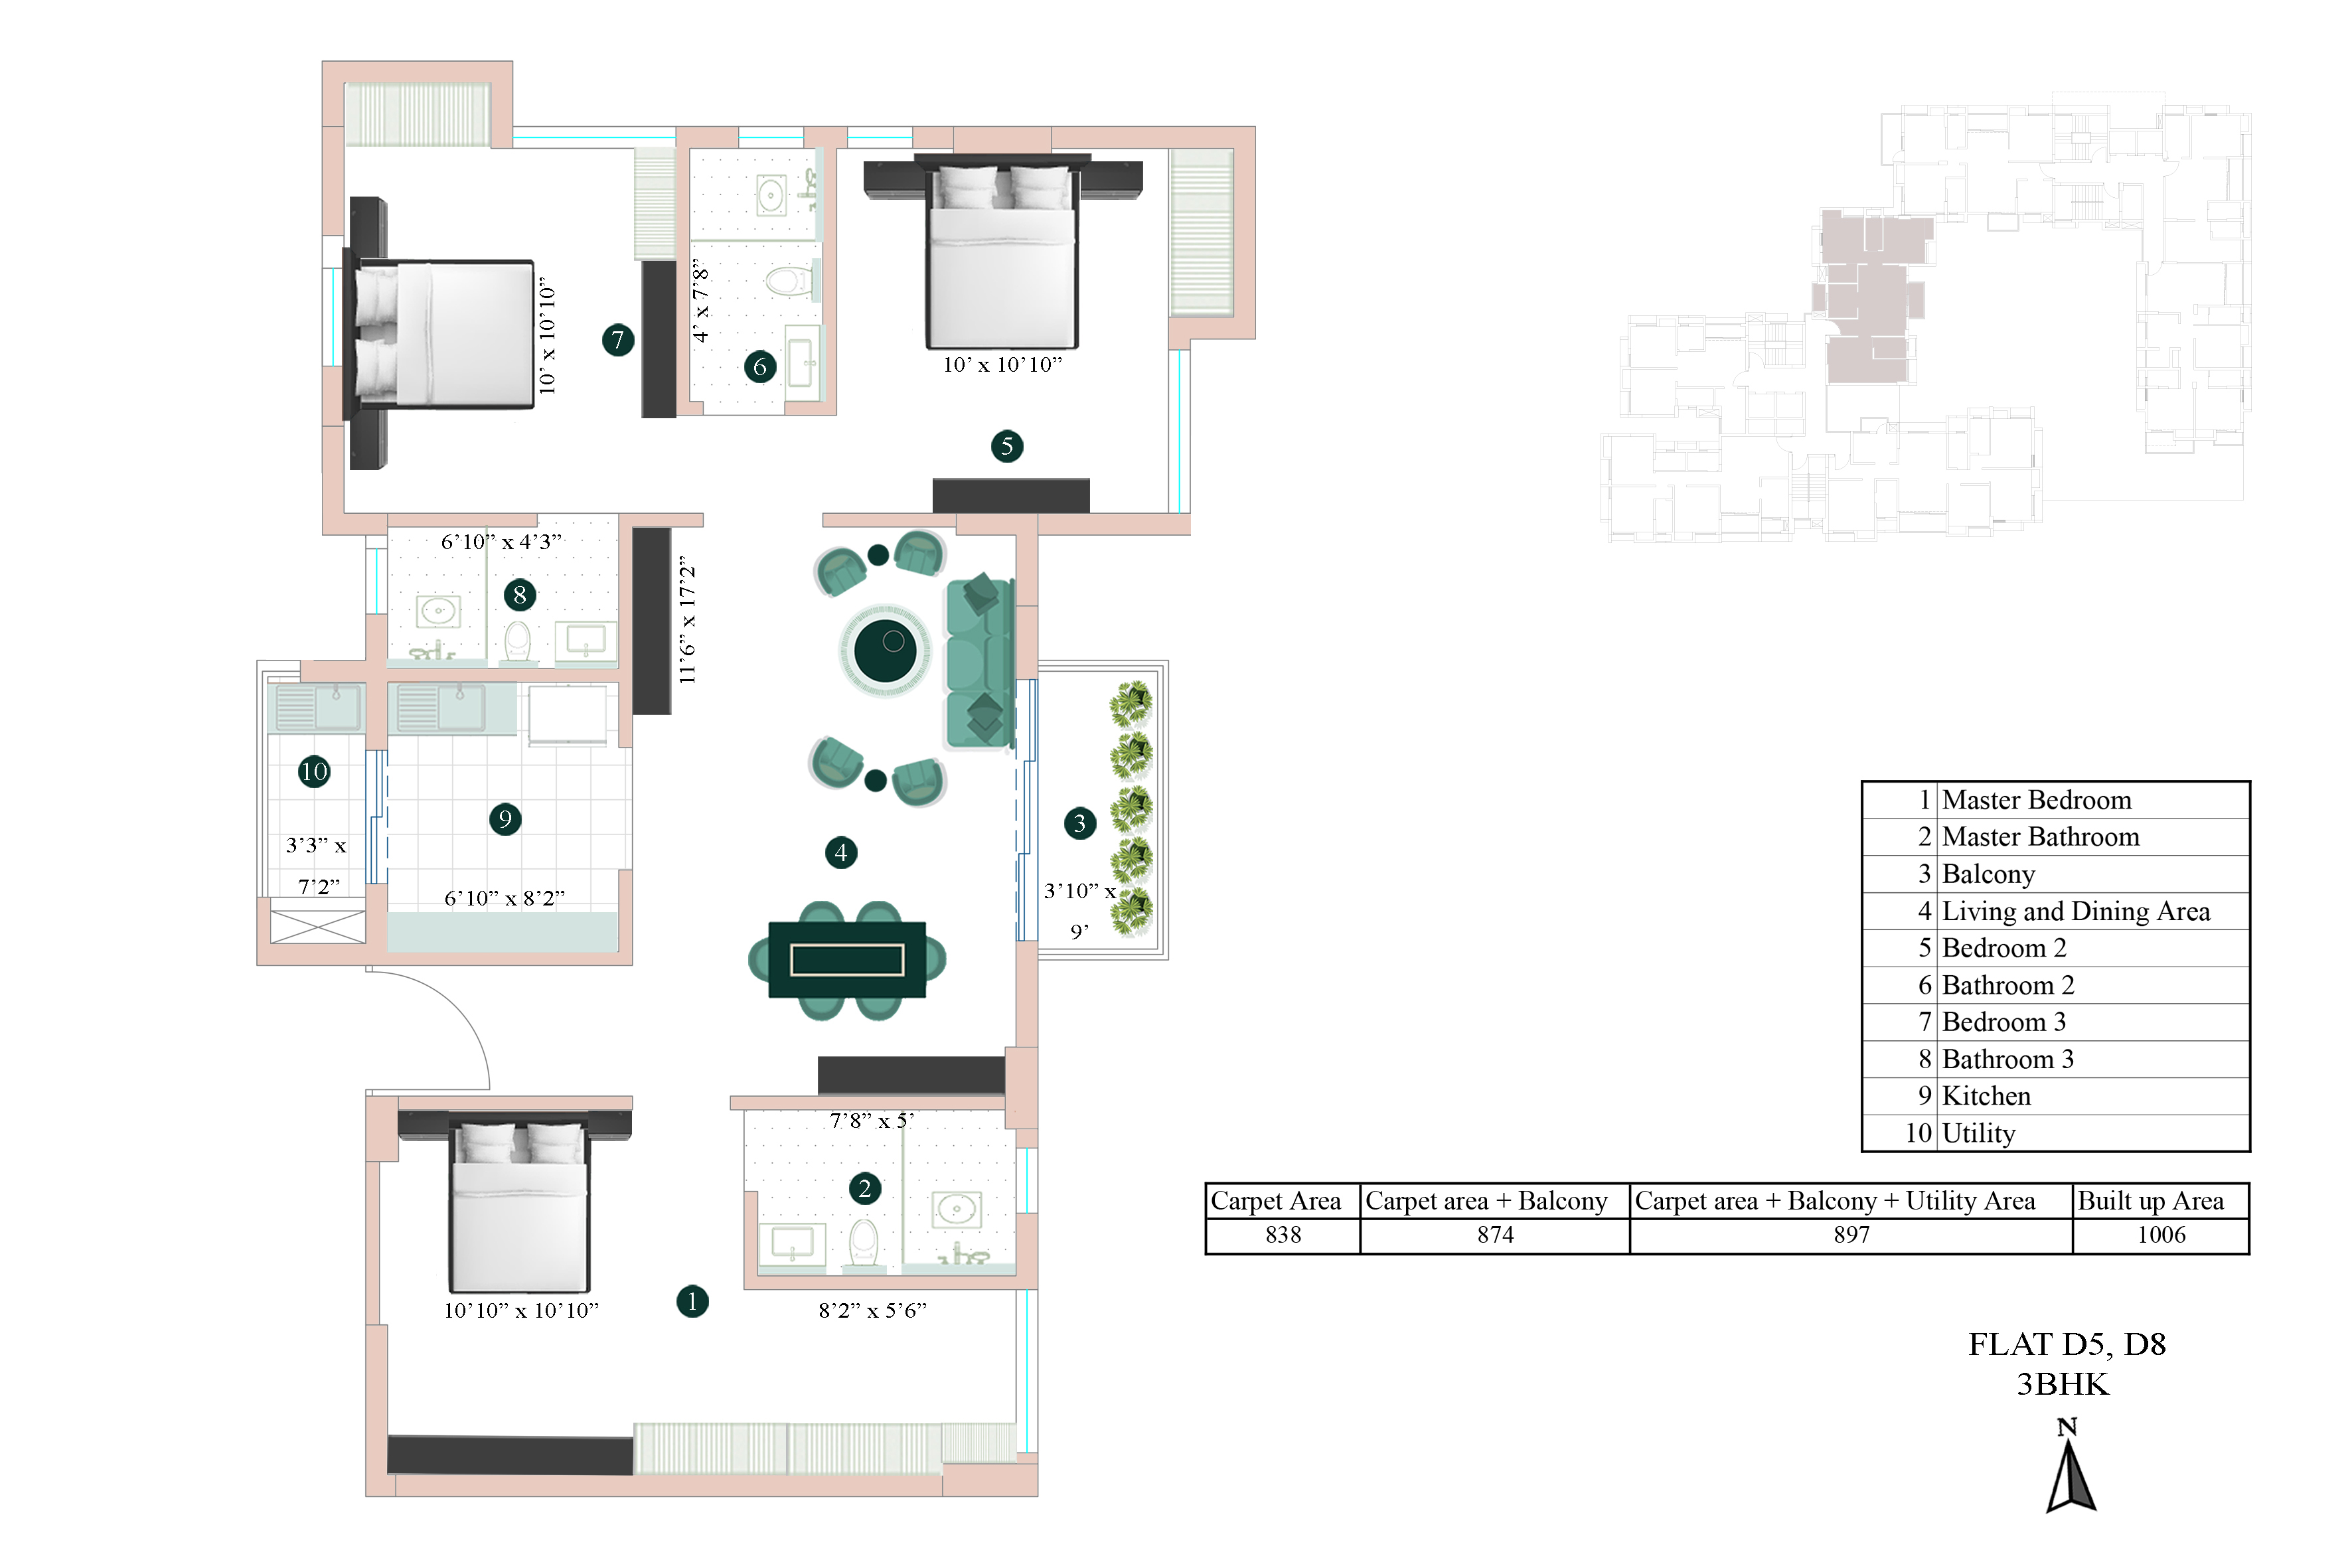 10’ x 10’10”
7
4’ x 7’8”
6
10’ x 10’10”
5
6’10” x 4’3”
8
11’6” x 17’2”
10
3’3” x
7’2”
9
6’10” x 8’2”
4
3
3’10” x
9’
7’8” x 5’
2
1
10’10” x 10’10”
8’2” x 5’6”
1 Master Bedroom
2 Master Bathroom
3 Balcony
4 Living and Dining Area
5 Bedroom 2
6 Bathroom 2
7 Bedroom 3
8 Bathroom 3
9 Kitchen
10 Utility
Carpet Area Carpet area + Balcony Carpet area + Balcony + Utility Area Built up Area
838 874 897 1006
FLAT D5, D8
3BHK
N